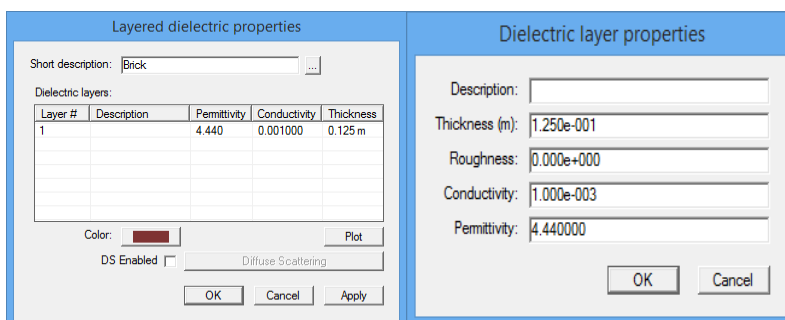 Layered dielectric properties
Short description: Brick ...
Dielectric layers:
Layer # Description Permittivity Conductivity Thickness
1 4.440 0.001000 0.125 m
Color: Plot
DS Enabled Diffuse Scattering
OK Cancel Apply
Dielectric layer properties
Description:
Thickness (m): 1.250e-001
Roughness: 0.000e+000
Conductivity: 1.000e-003
Permittivity: 4.440000
OK Cancel